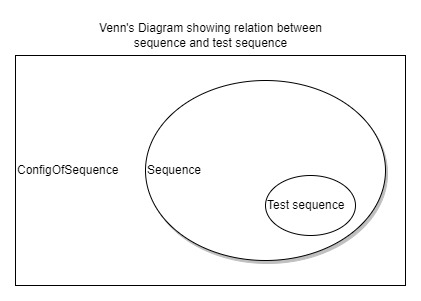 Venn's Diagram showing relation between
sequence and test sequence
ConfigOfSequence
Sequence
Test sequence